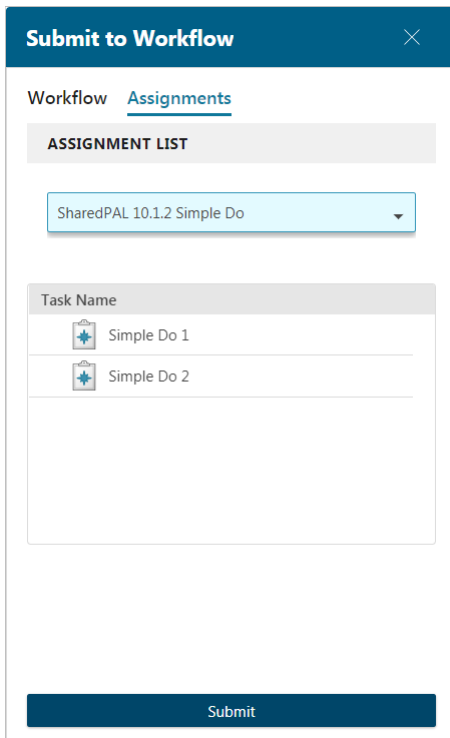 Submit to Workflow
Workflow Assignments
ASSIGNMENT LIST
SharedPAL 10.1.2 Simple Do
Task Name
Simple Do 1
Simple Do 2
Submit